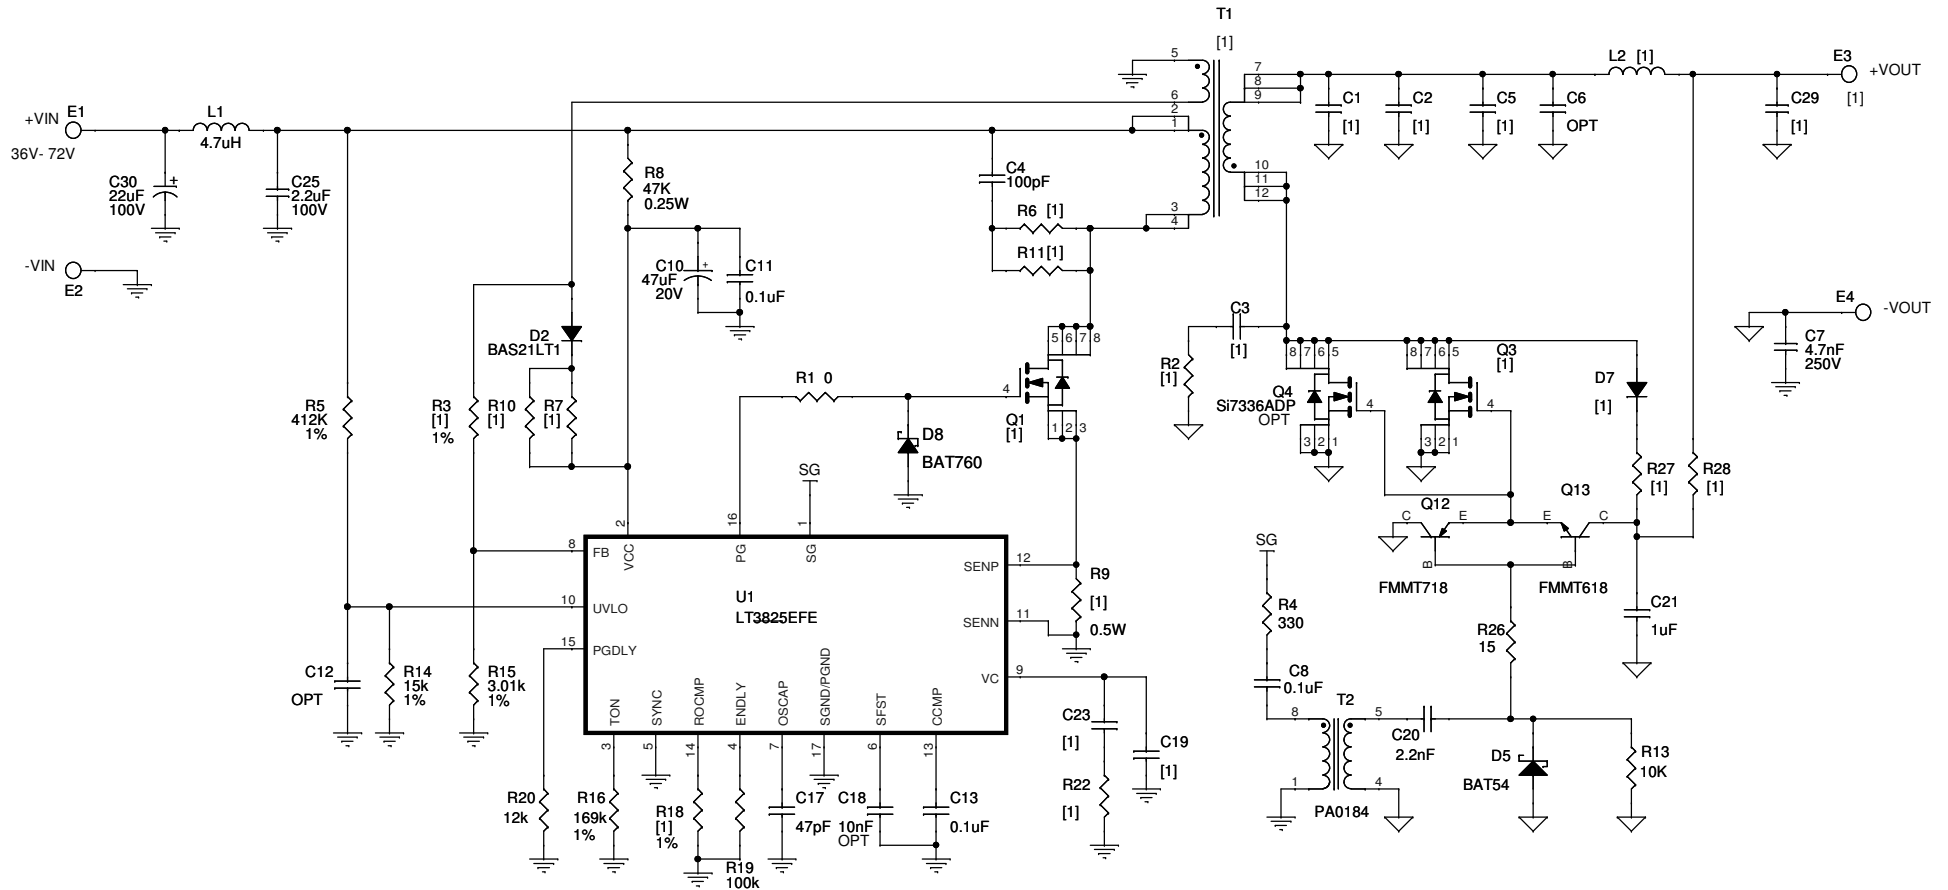 T1
[1]
5
6
2
1
3
4
7
8
9
10
11
12
L2 [1]
E3
+VOUT
[1]
C1
[1]
C2
[1]
C5
[1]
C6
OPT
C29
[1]
+VIN
E1
36V- 72V
L1
4.7uH
C30
22uF
100V
+
C25
2.2uF
100V
-VIN
E2
R8
47K
0.25W
C4
100pF
R6 [1]
R11[1]
C10
47uF
20V
+
C11
0.1uF
D2
BAS21LT1
R5
412K
1%
R3
[1]
1%
R10
[1]
R7
[1]
R1 0
D8
BAT760
5 6 7 8
4
Q1
[1]
1 2 3
C3
[1]
R2
[1]
8 7 6 5
Q4
Si7336ADP
OPT
4
3 2 1
8 7 6 5
Q3
[1]
4
3 2 1
D7
[1]
E4
-VOUT
C7
4.7nF
250V
R27
[1]
R28
[1]
Q12
C E
B
FMMT718
Q13
E C
B
FMMT618
C21
1uF
R26
15
SG
SG
R4
330
C8
0.1uF
T2
8
1
5
4
PA0184
C20
2.2nF
D5
BAT54
R13
10K
2
16
1
8
FB
VCC
PG
SG
SENP
12
10
UVLO
U1
LT3825EFE
SENN
11
15
PGDLY
VC
9
TON
SYNC
ROCMP
ENDLY
OSCAP
SGND/PGND
SFST
CCMP
3
5
14
4
7
17
6
13
R9
[1]
0.5W
C12
OPT
R14
15k
1%
R15
3.01k
1%
C23
[1]
C19
[1]
R22
[1]
R20
12k
R16
169k
1%
R18
[1]
1%
R19
100k
C17
47pF
C18
10nF
OPT
C13
0.1uF